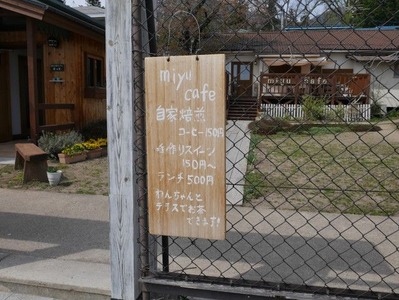 miyu
cafe
自家焙煎
コーヒー150円
手作りスイーツ
150円〜
ランチ500円
わんちゃんと
テラスでお茶
できます!
miyu cafe